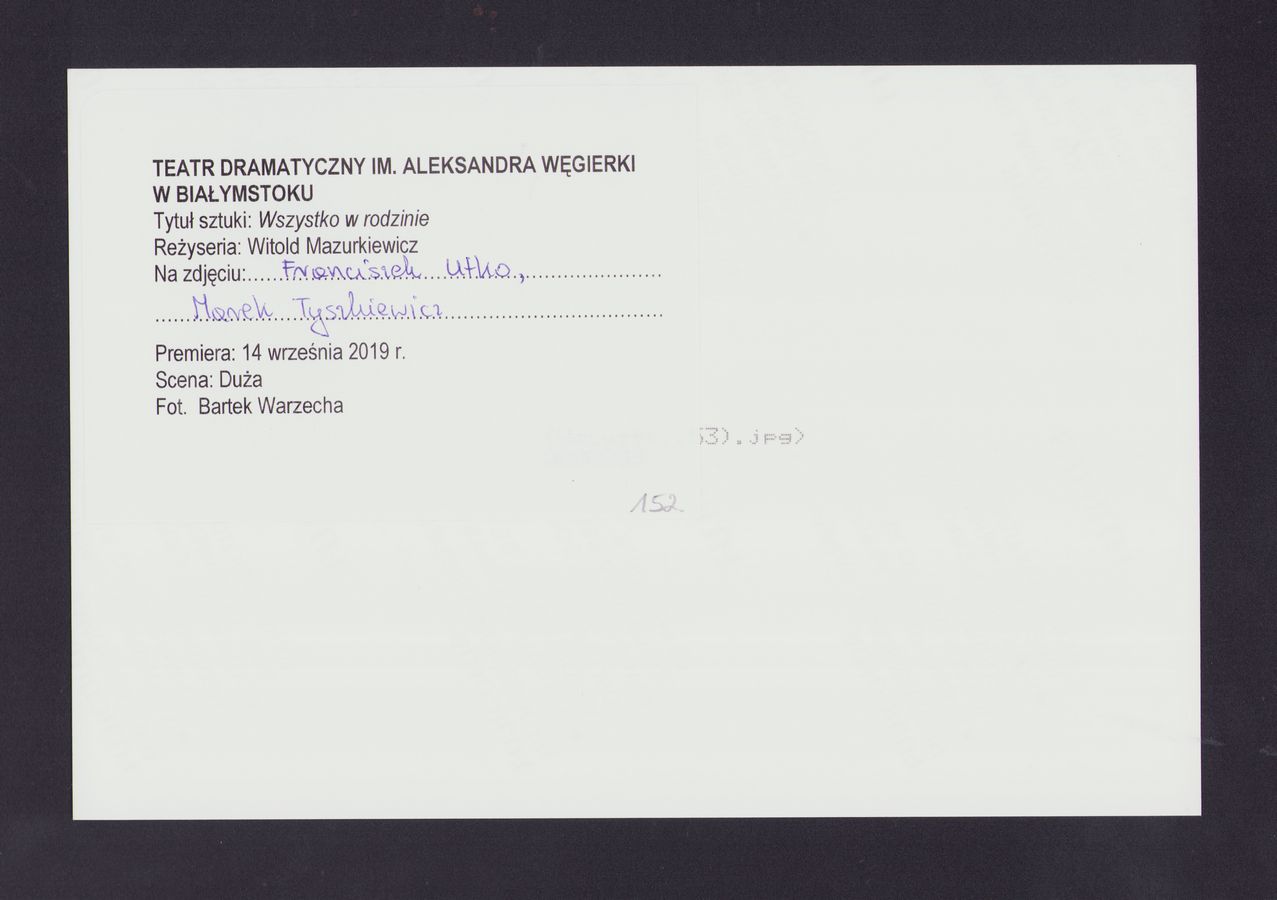 TEATR DRAMATYCZNY IM. ALEKSANDRA WĘGIERKI
W BIAŁYMSTOKU
Tytuł sztuki: Wszystko w rodzinie
Reżyseria: Witold Mazurkiewicz
Na zdjęciu:.....Franciszek Utko,.......................
Marek Tyszkiewicz
Premiera: 14 września 2019 r.
Scena: Duża
Fot. Bartek Warzecha
53).jpg>
152